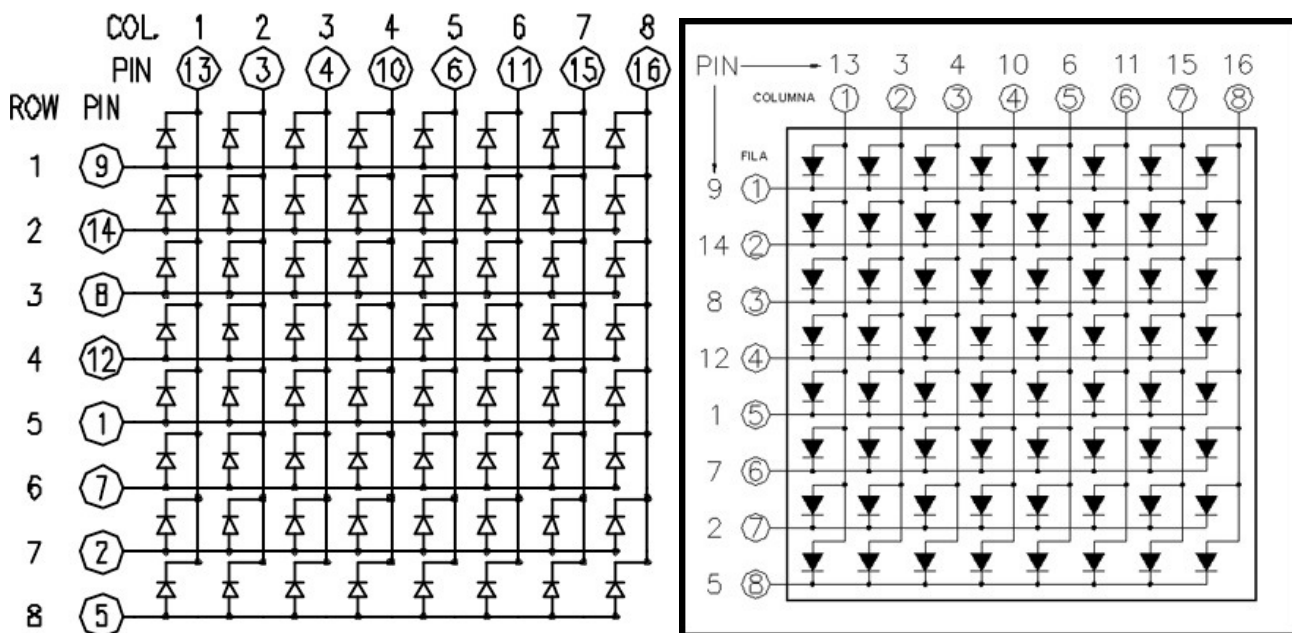 COL. 1 2 3 4 5 6 7 8
PIN 13 3 4 10 6 11 15 16
ROW PIN
1 9
2 14
3 8
4 12
5 1
6 7
7 2
8 5
PIN 13 3 4 10 6 11 15 16
COLUMNA 1 2 3 4 5 6 7 8
FILA
9 1
14 2
8 3
12 4
1 5
7 6
2 7
5 8